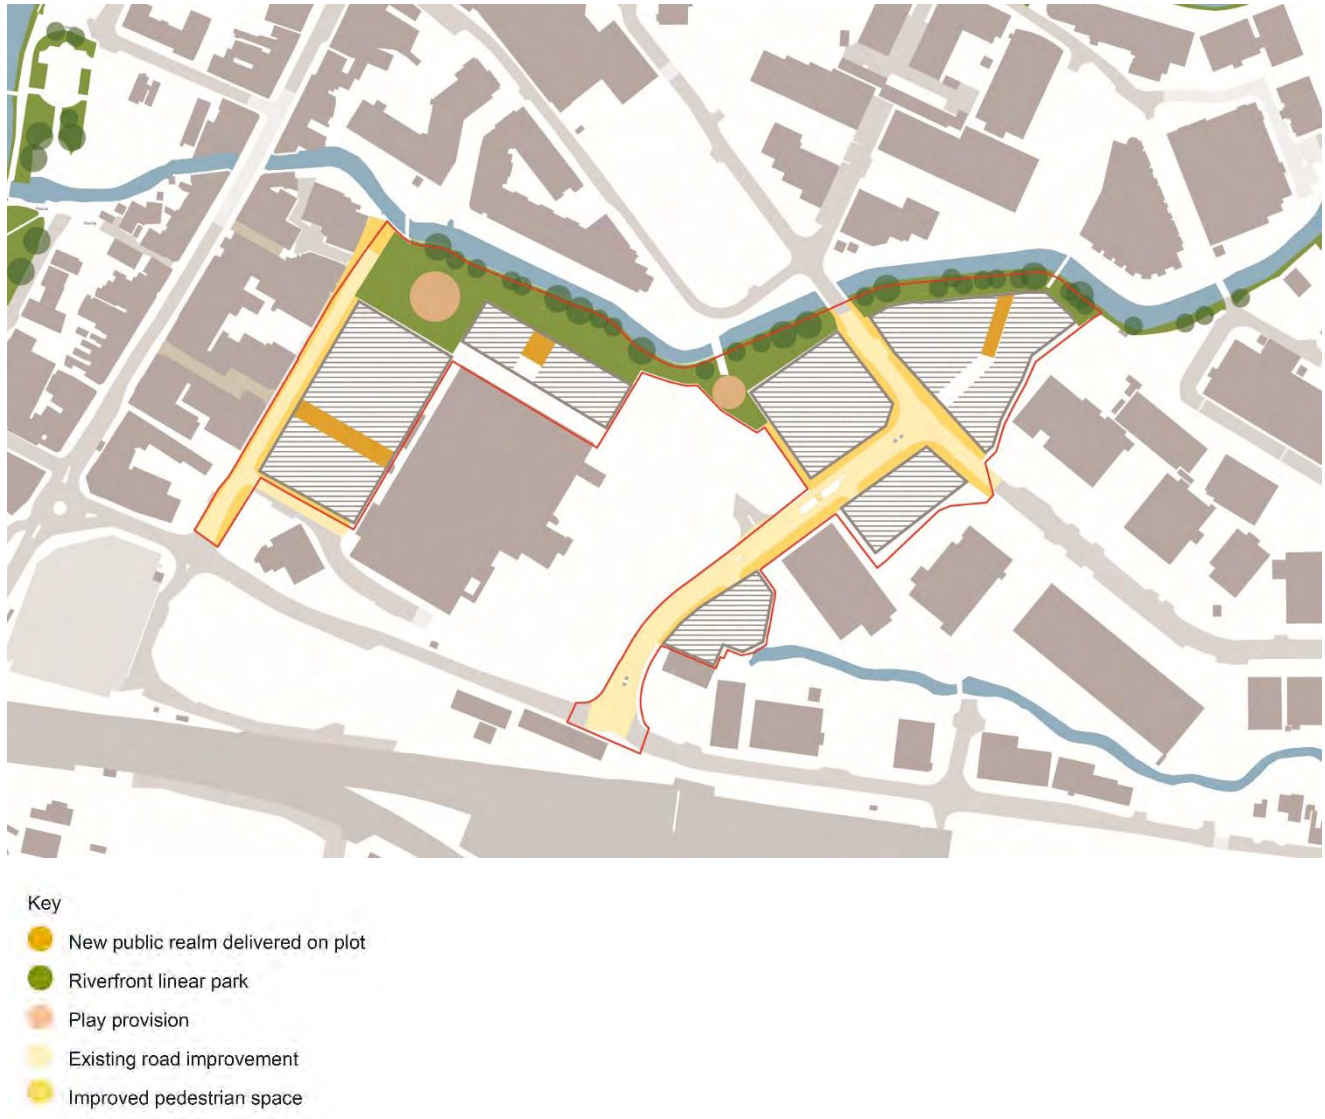 Key
New public realm delivered on plot
Riverfront linear park
Play provision
Existing road improvement
Improved pedestrian space